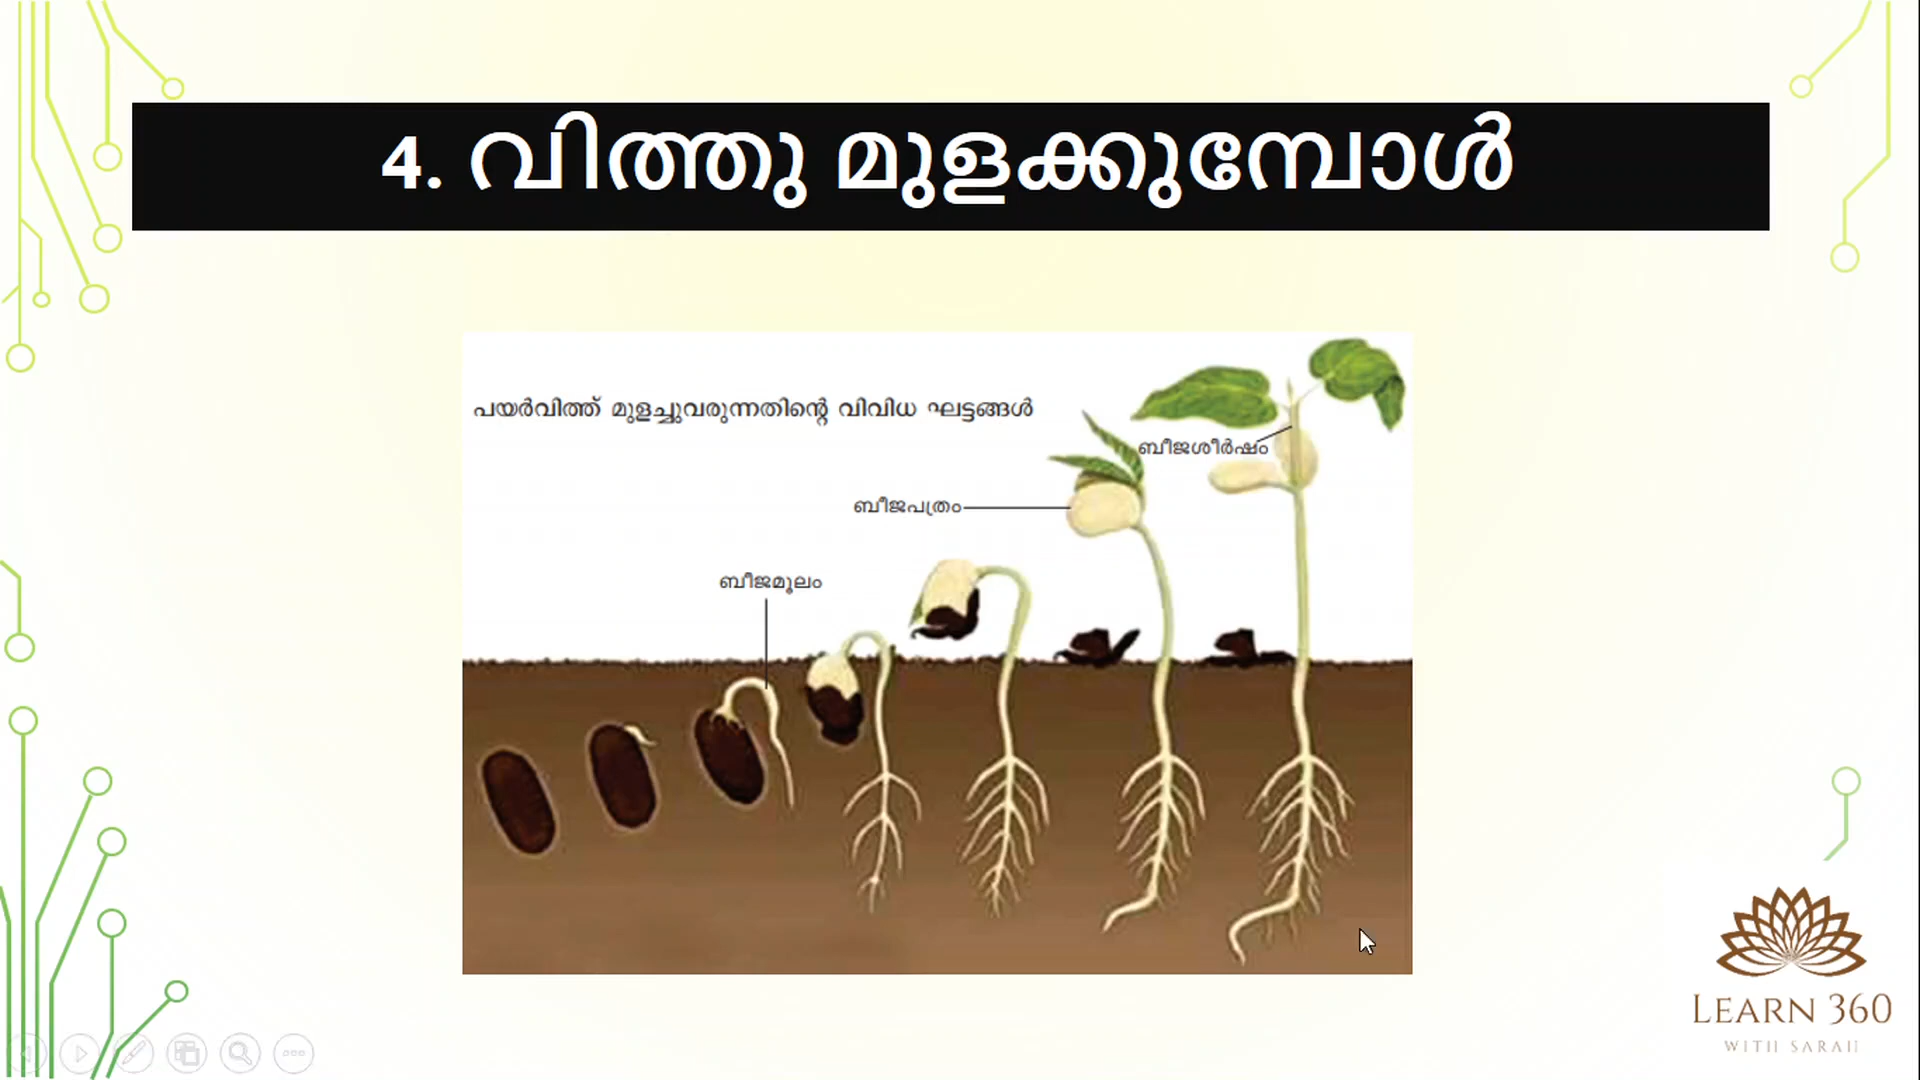 4. വിത്തു മുളക്കുമ്പോൾ
പയർവിത്ത് മുളച്ചുവരുന്നതിന്റെ വിവിധ ഘട്ടങ്ങൾ
ബീജശീർഷം
ബീജപത്രം
ബീജമൂലം
LEARN 360
WITH SARAH